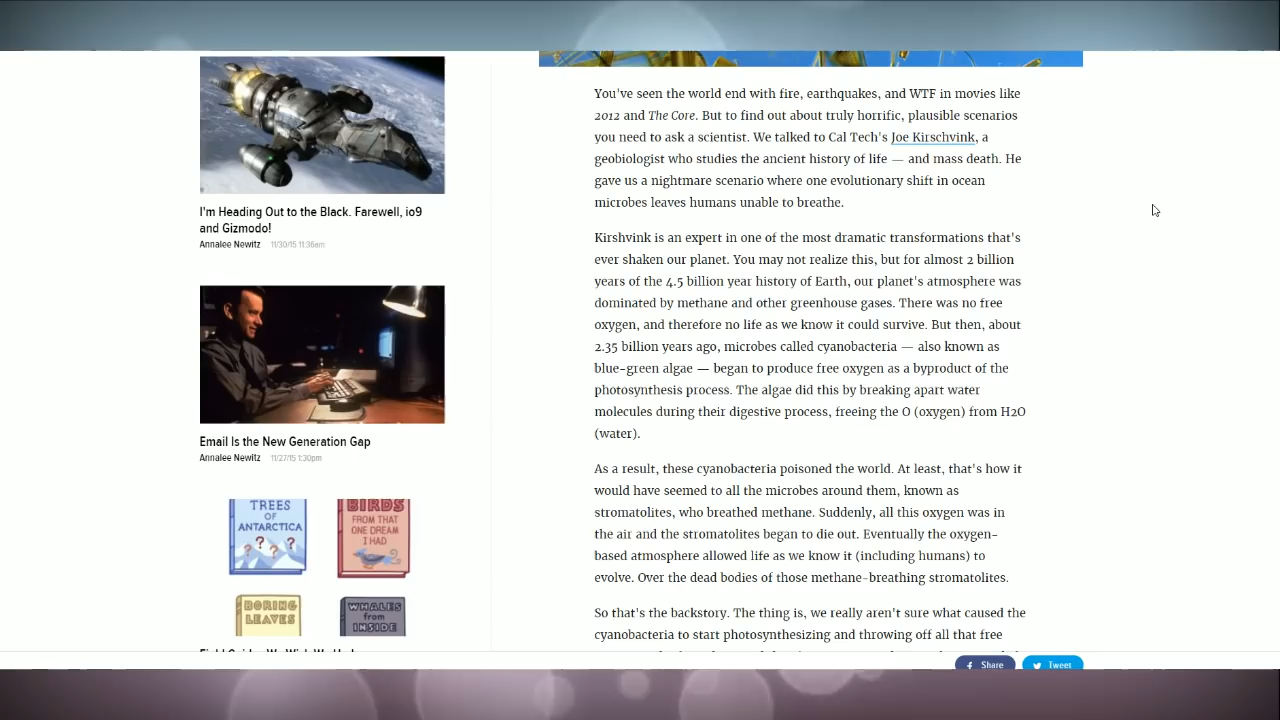 I'm Heading Out to the Black. Farewell, io9
and Gizmodo!
Annalee Newitz 11/30/15 11:36am
Email Is the New Generation Gap
Annalee Newitz 11/27/15 1:30pm
TREES
OF
ANTARCTICA
BIRDS
FROM THAT
ONE DREAM
I HAD
BORING
LEAVES
WHALES
from
INSIDE
You've seen the world end with fire, earthquakes, and WTF in movies like
2012 and The Core. But to find out about truly horrific, plausible scenarios
you need to ask a scientist. We talked to Cal Tech's Joe Kirschvink, a
geobiologist who studies the ancient history of life — and mass death. He
gave us a nightmare scenario where one evolutionary shift in ocean
microbes leaves humans unable to breathe.
Kirshvink is an expert in one of the most dramatic transformations that's
ever shaken our planet. You may not realize this, but for almost 2 billion
years of the 4.5 billion year history of Earth, our planet's atmosphere was
dominated by methane and other greenhouse gases. There was no free
oxygen, and therefore no life as we know it could survive. But then, about
2.35 billion years ago, microbes called cyanobacteria — also known as
blue-green algae — began to produce free oxygen as a byproduct of the
photosynthesis process. The algae did this by breaking apart water
molecules during their digestive process, freeing the O (oxygen) from H2O
(water).
As a result, these cyanobacteria poisoned the world. At least, that's how it
would have seemed to all the microbes around them, known as
stromatolites, who breathed methane. Suddenly, all this oxygen was in
the air and the stromatolites began to die out. Eventually the oxygen-
based atmosphere allowed life as we know it (including humans) to
evolve. Over the dead bodies of those methane-breathing stromatolites.
So that's the backstory. The thing is, we really aren't sure what caused the
cyanobacteria to start photosynthesizing and throwing off all that free
Share
Tweet